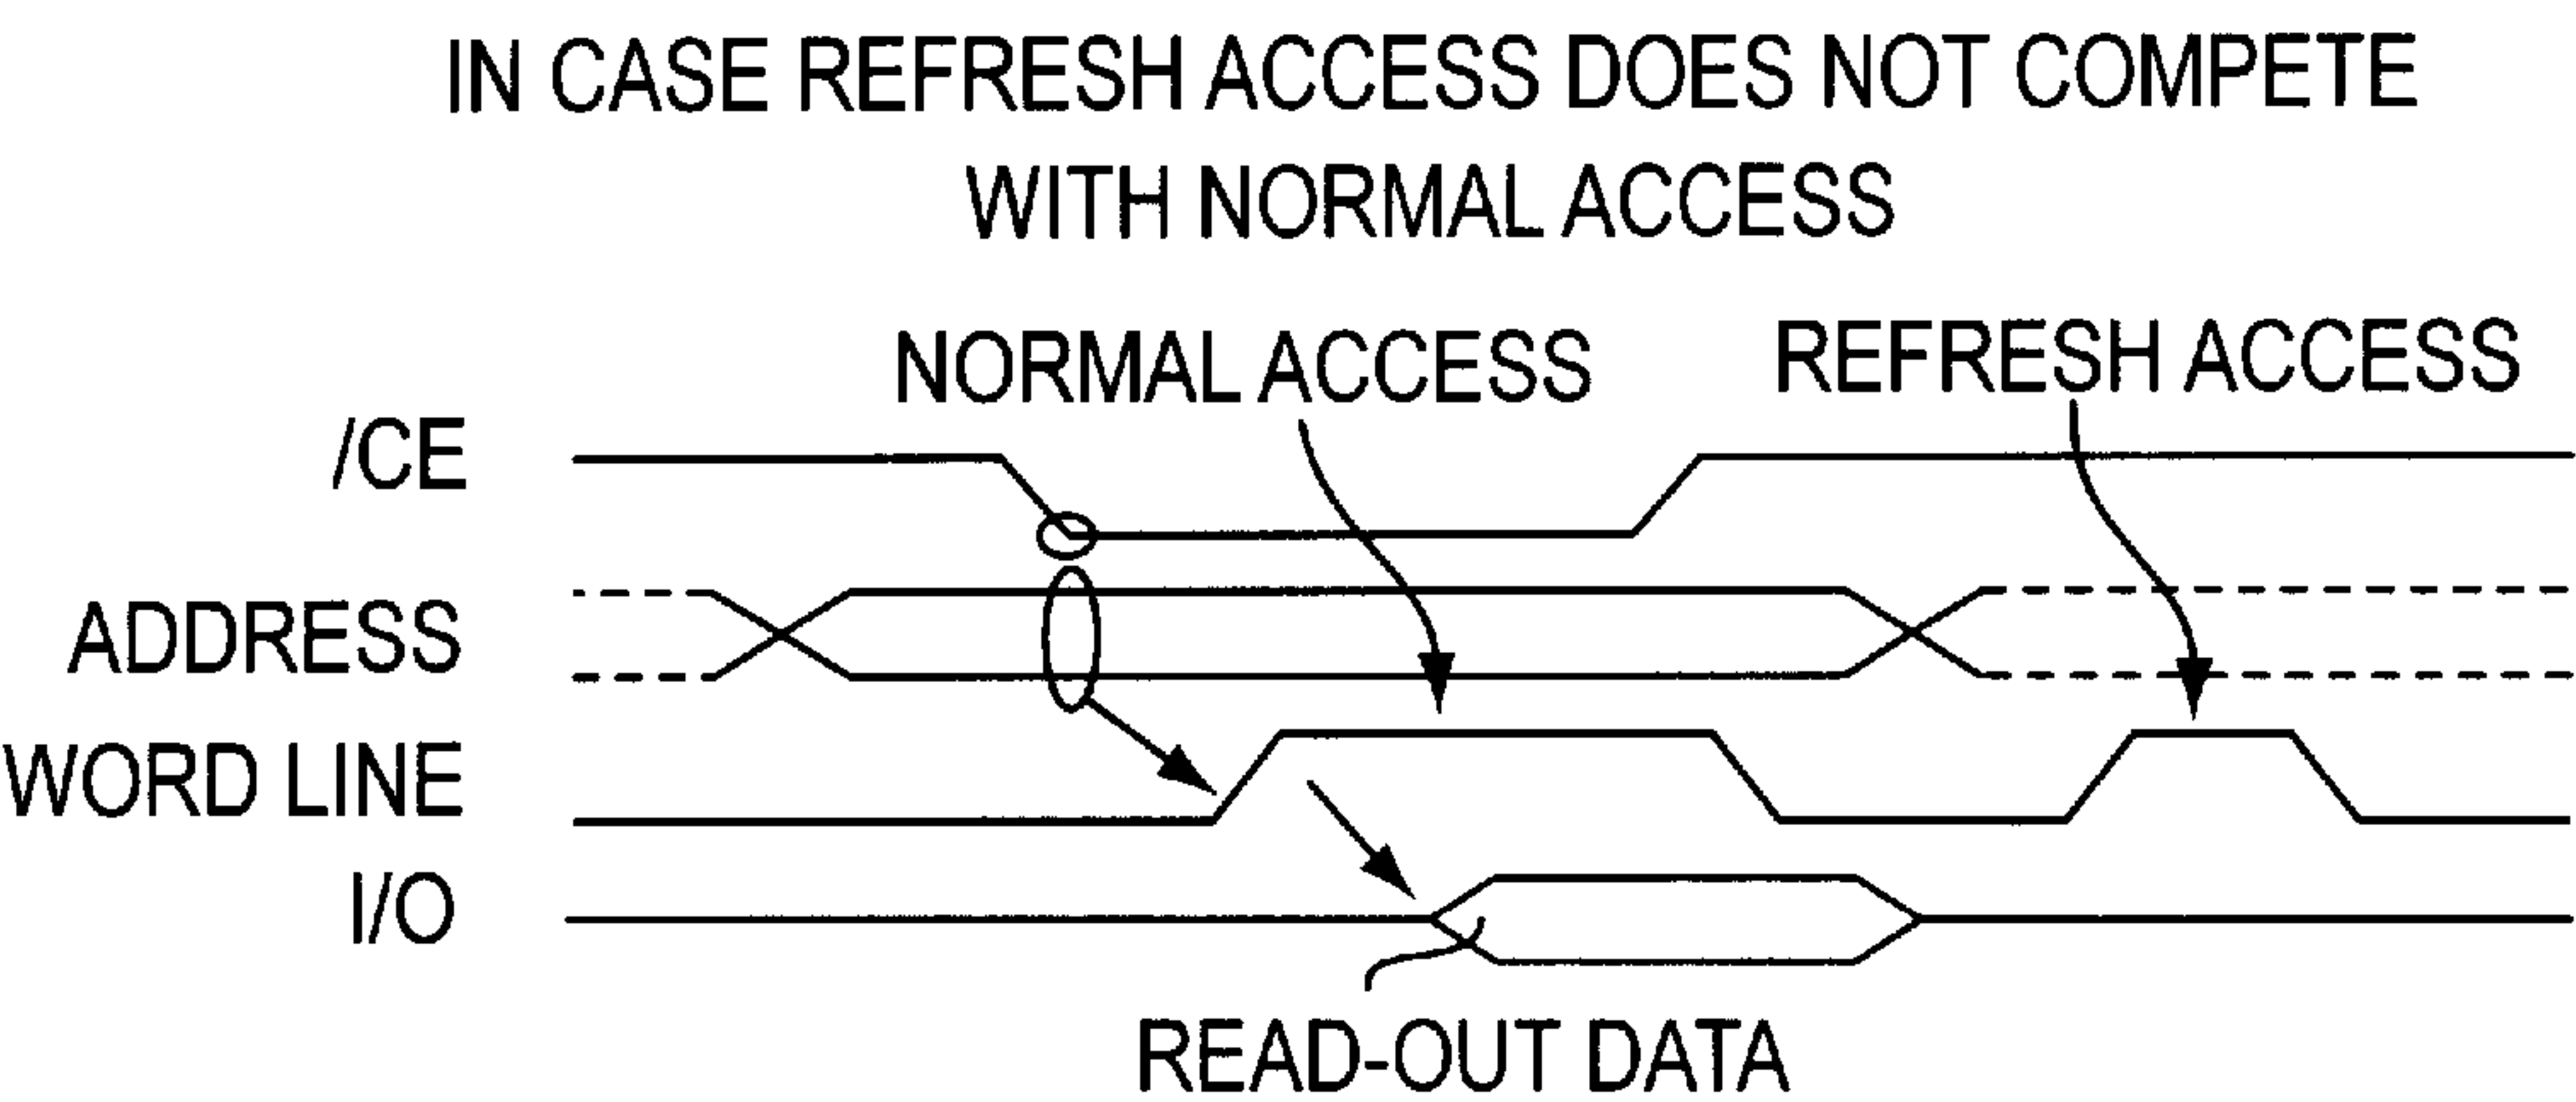 IN CASE REFRESH ACCESS DOES NOT COMPETE
WITH NORMAL ACCESS
NORMAL ACCESS
REFRESH ACCESS
/CE
ADDRESS
WORD LINE
I/O
READ-OUT DATA